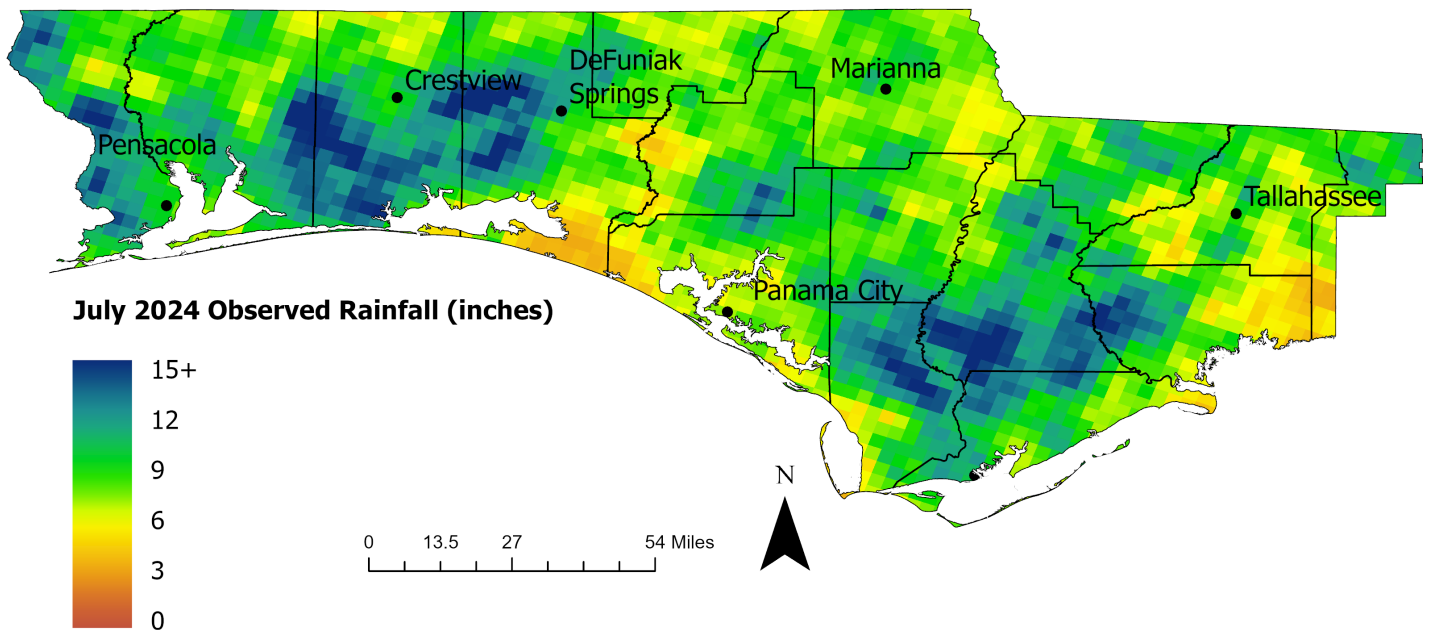 DeFuniak
Springs
Crestview
Marianna
Pensacola
Tallahassee
Panama City
July 2024 Observed Rainfall (inches)
15+
12
9
6
3
0
N
0 13.5 27 54 Miles